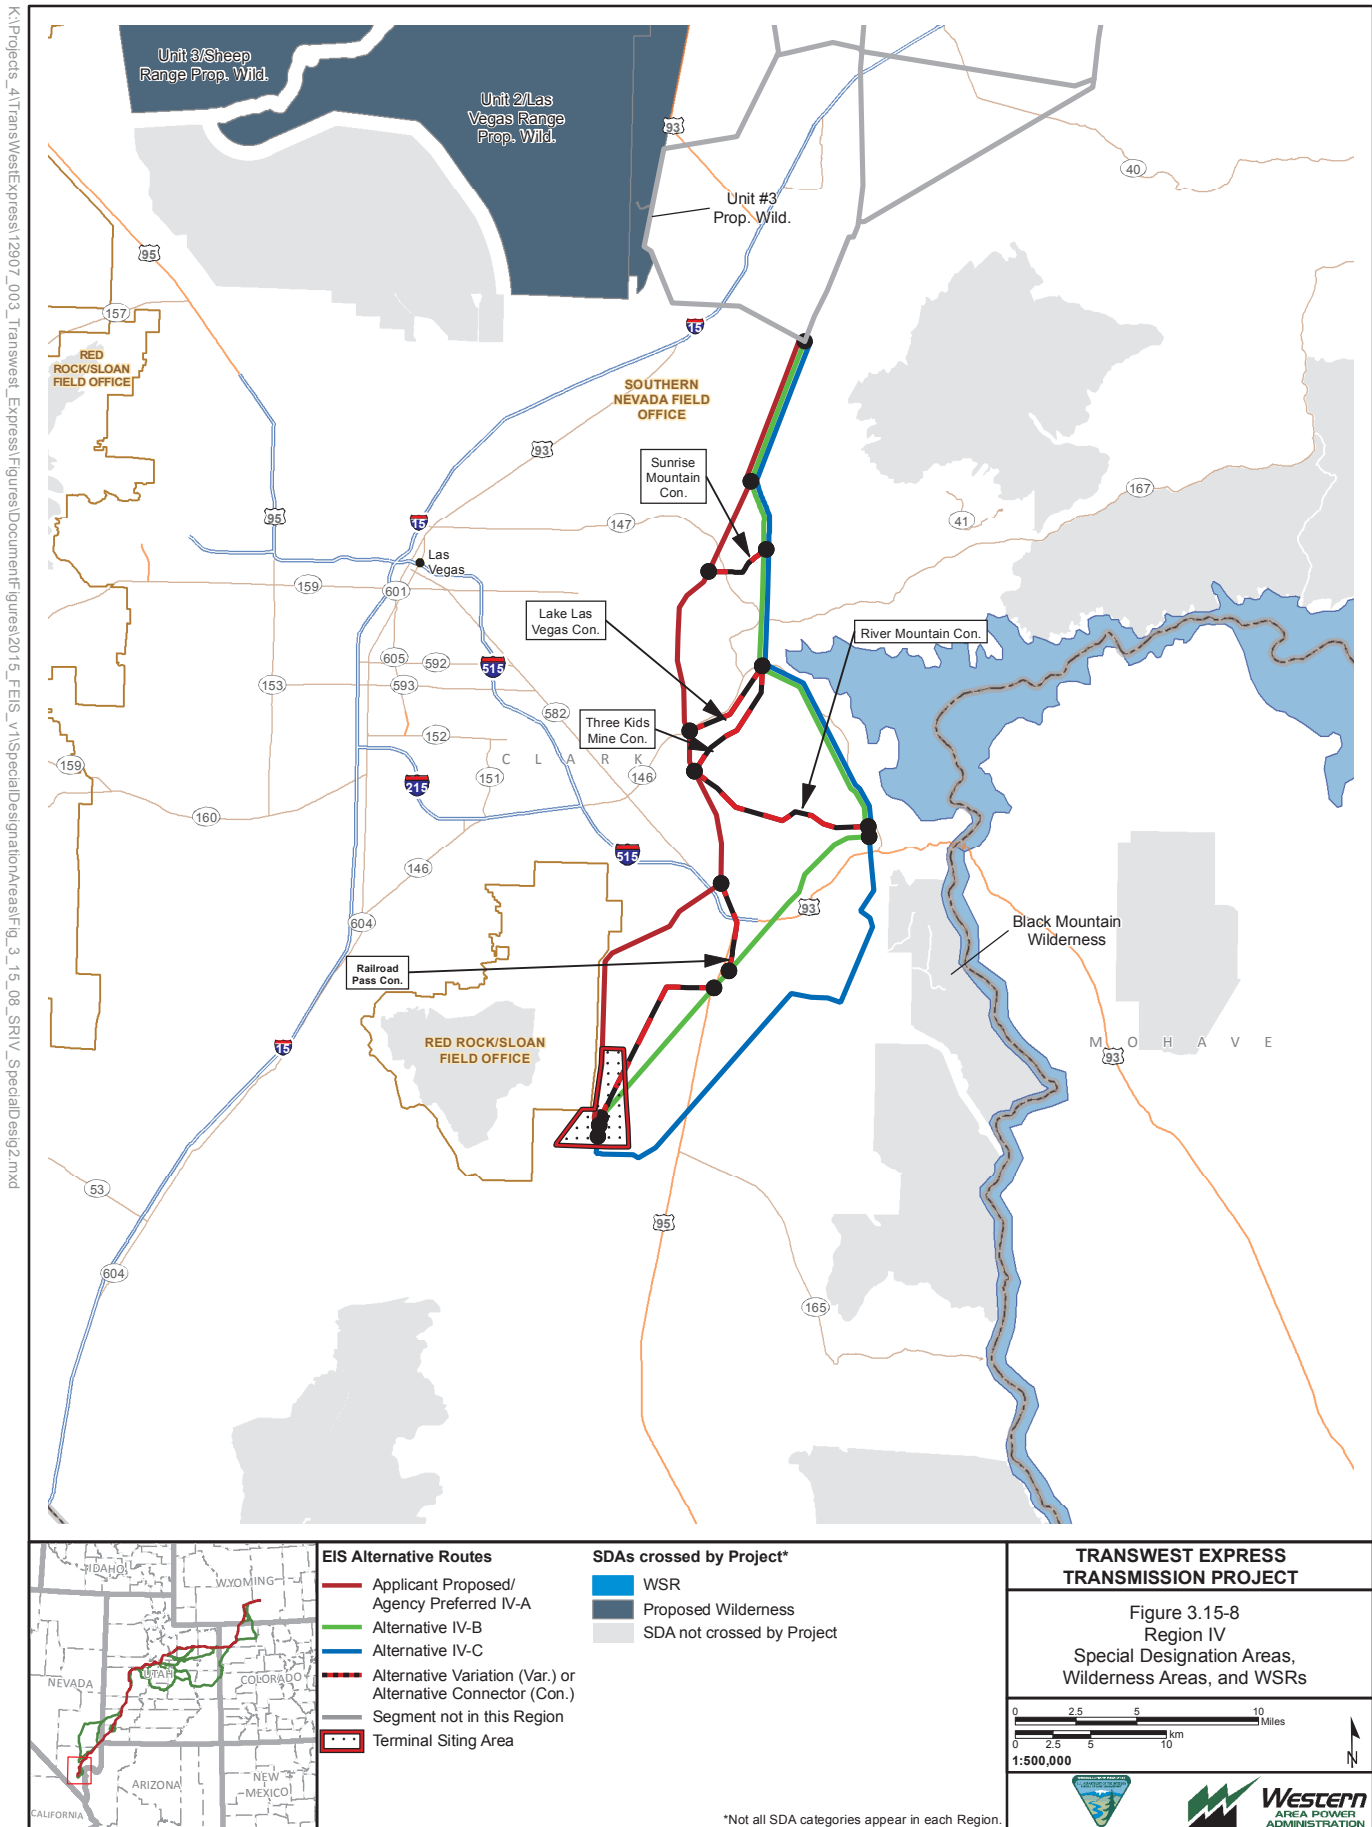 K:\Projects_4\TransWestExpress\12907_003_Transwest_Express\Figures\DocumentFigures\2015_FEIS_v1\SpecialDesignationAreas\Fig_3_15_08_SRIV_SpecialDesig2.mxd
Unit 3/Sheep
Range Prop. Wild.
Unit 2/Las
Vegas Range
Prop. Wild.
93
40
Unit #3
Prop. Wild.
95
157
15
RED
ROCK/SLOAN
FIELD OFFICE
SOUTHERN
NEVADA FIELD
OFFICE
93
Sunrise
Mountain
Con.
167
95
15
147
41
Las
Vegas
159
601
Lake Las
Vegas Con.
River Mountain Con.
605
592
515
153
593
582
Three Kids
Mine Con.
152
CLARK
159
151
146
215
160
515
146
93
604
Black Mountain
Wilderness
Railroad
Pass Con.
RED ROCK/SLOAN
FIELD OFFICE
15
MOHAVE
93
53
95
604
165
IDAHO
WYOMING
NEVADA
UTAH
COLORADO
ARIZONA
NEW
MEXICO
CALIFORNIA
EIS Alternative Routes
Applicant Proposed/
Agency Preferred IV-A
Alternative IV-B
Alternative IV-C
Alternative Variation (Var.) or
Alternative Connector (Con.)
Segment not in this Region
Terminal Siting Area
SDAs crossed by Project*
WSR
Proposed Wilderness
SDA not crossed by Project
*Not all SDA categories appear in each Region.
TRANSWEST EXPRESS
TRANSMISSION PROJECT
Figure 3.15-8
Region IV
Special Designation Areas,
Wilderness Areas, and WSRs
0 2.5 5 10
Miles
km
0 2.5 5 10
1:500,000
N
Western
AREA POWER
ADMINISTRATION